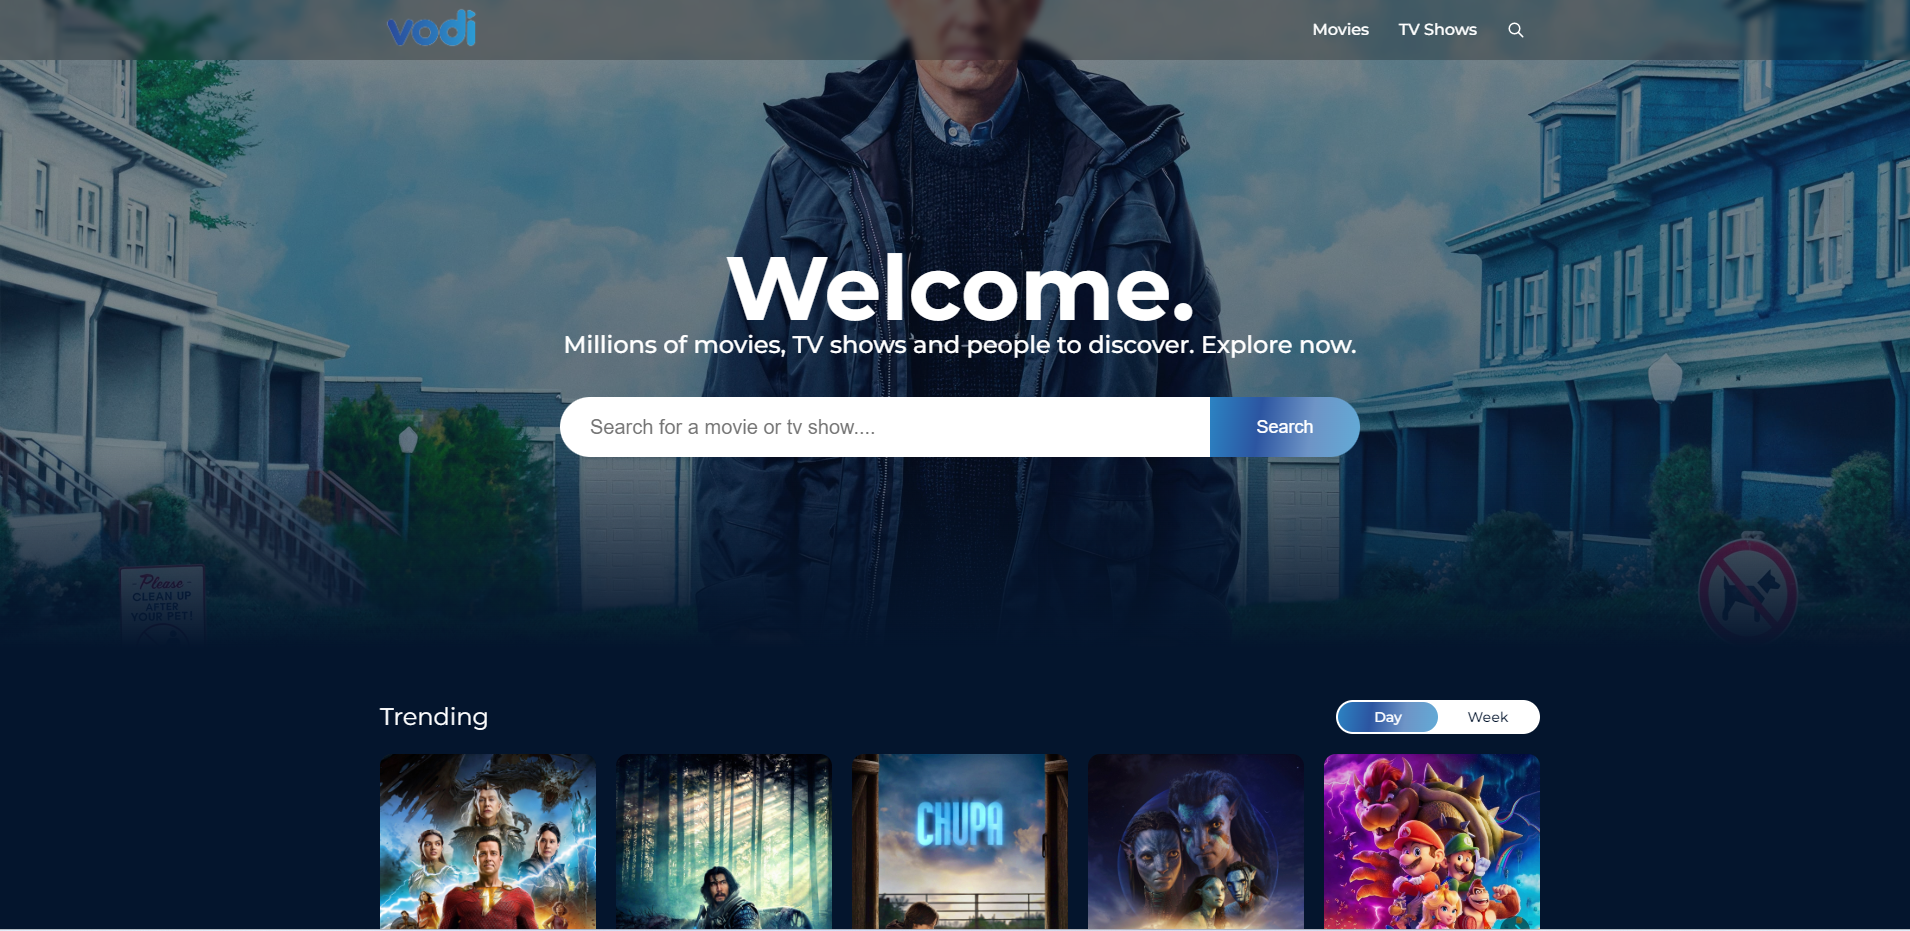 vodi
Movies TV Shows
Welcome.
Millions of movies, TV shows and people to discover. Explore now.
Search for a movie or tv show.... Search
Please
CLEAN UP
AFTER
YOUR PET!
Trending Day Week
CHUPA